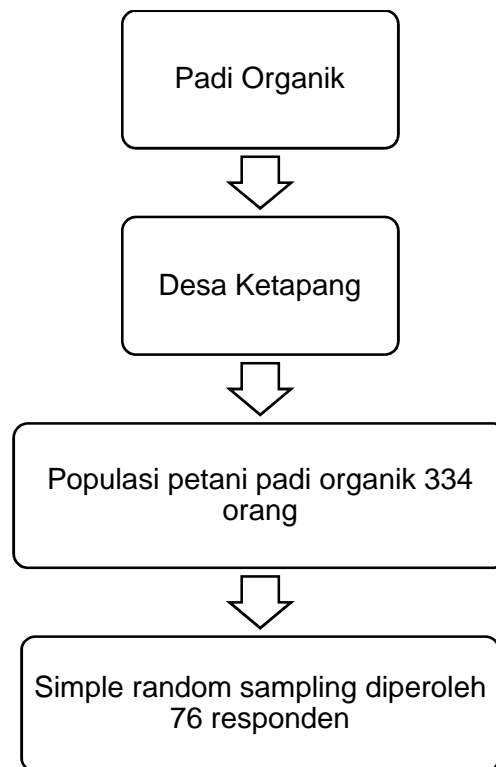 Padi Organik
Desa Ketapang
Populasi petani padi organik 334
orang
Simple random sampling diperoleh
76 responden